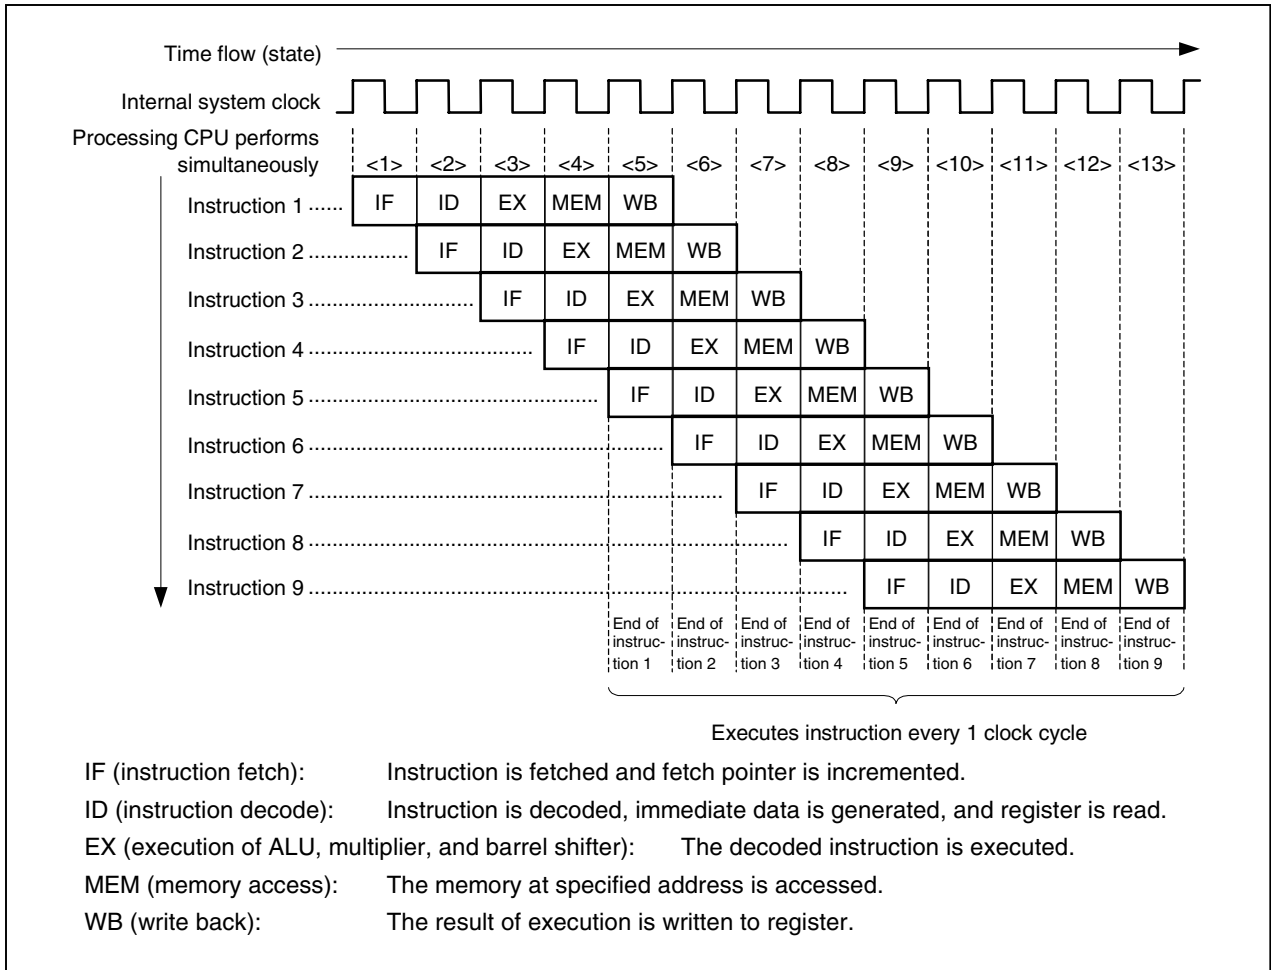 Time flow (state)
Internal system clock
Processing CPU performs
simultaneously <1> <2> <3> <4> <5> <6> <7> <8> <9> <10> <11> <12> <13>
Instruction 1 ...... IF ID EX MEM WB
Instruction 2 ................. IF ID EX MEM WB
Instruction 3 ............................ IF ID EX MEM WB
Instruction 4 ...................................... IF ID EX MEM WB
Instruction 5 ................................................ IF ID EX MEM WB
Instruction 6 ........................................................... IF ID EX MEM WB
Instruction 7 ..................................................................... IF ID EX MEM WB
Instruction 8 ................................................................................ IF ID EX MEM WB
Instruction 9 .......................................................................................... IF ID EX MEM WB
End of End of End of End of End of End of End of End of End of
instruc- instruc- instruc- instruc- instruc- instruc- instruc- instruc- instruc-
tion 1 tion 2 tion 3 tion 4 tion 5 tion 6 tion 7 tion 8 tion 9
Executes instruction every 1 clock cycle
IF (instruction fetch): Instruction is fetched and fetch pointer is incremented.
ID (instruction decode): Instruction is decoded, immediate data is generated, and register is read.
EX (execution of ALU, multiplier, and barrel shifter): The decoded instruction is executed.
MEM (memory access): The memory at specified address is accessed.
WB (write back): The result of execution is written to register.